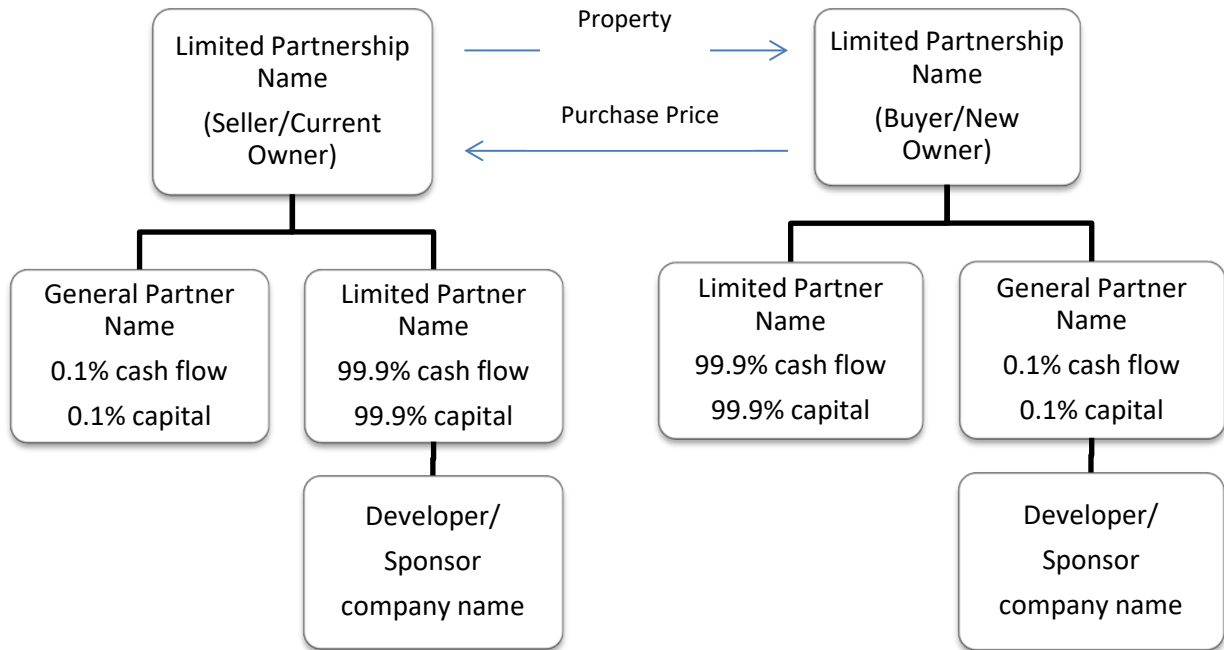 Property
Limited Partnership
Name
(Seller/Current
Owner)
Limited Partnership
Name
(Buyer/New
Owner)
Purchase Price
General Partner
Name
0.1% cash flow
0.1% capital
Limited Partner
Name
99.9% cash flow
99.9% capital
Limited Partner
Name
99.9% cash flow
99.9% capital
General Partner
Name
0.1% cash flow
0.1% capital
Developer/
Sponsor
company name
Developer/
Sponsor
company name